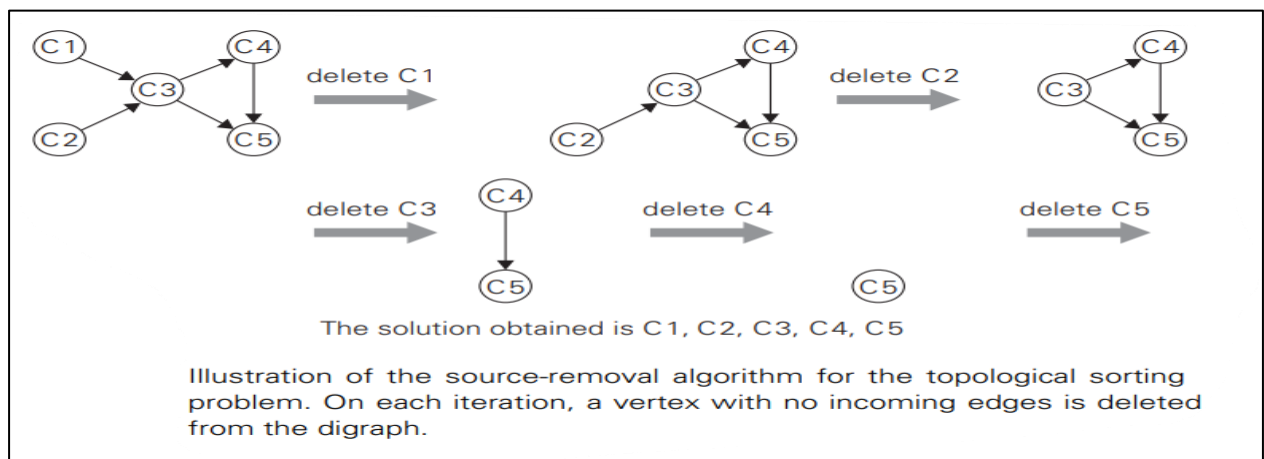 C1 C4
delete C1
C3
C2 C5
C4
delete C2
C3
C2 C5
C4
C3
C5
delete C3
C4
C5
delete C4
C5
delete C5
The solution obtained is C1, C2, C3, C4, C5
Illustration of the source-removal algorithm for the topological sorting
problem. On each iteration, a vertex with no incoming edges is deleted
from the digraph.